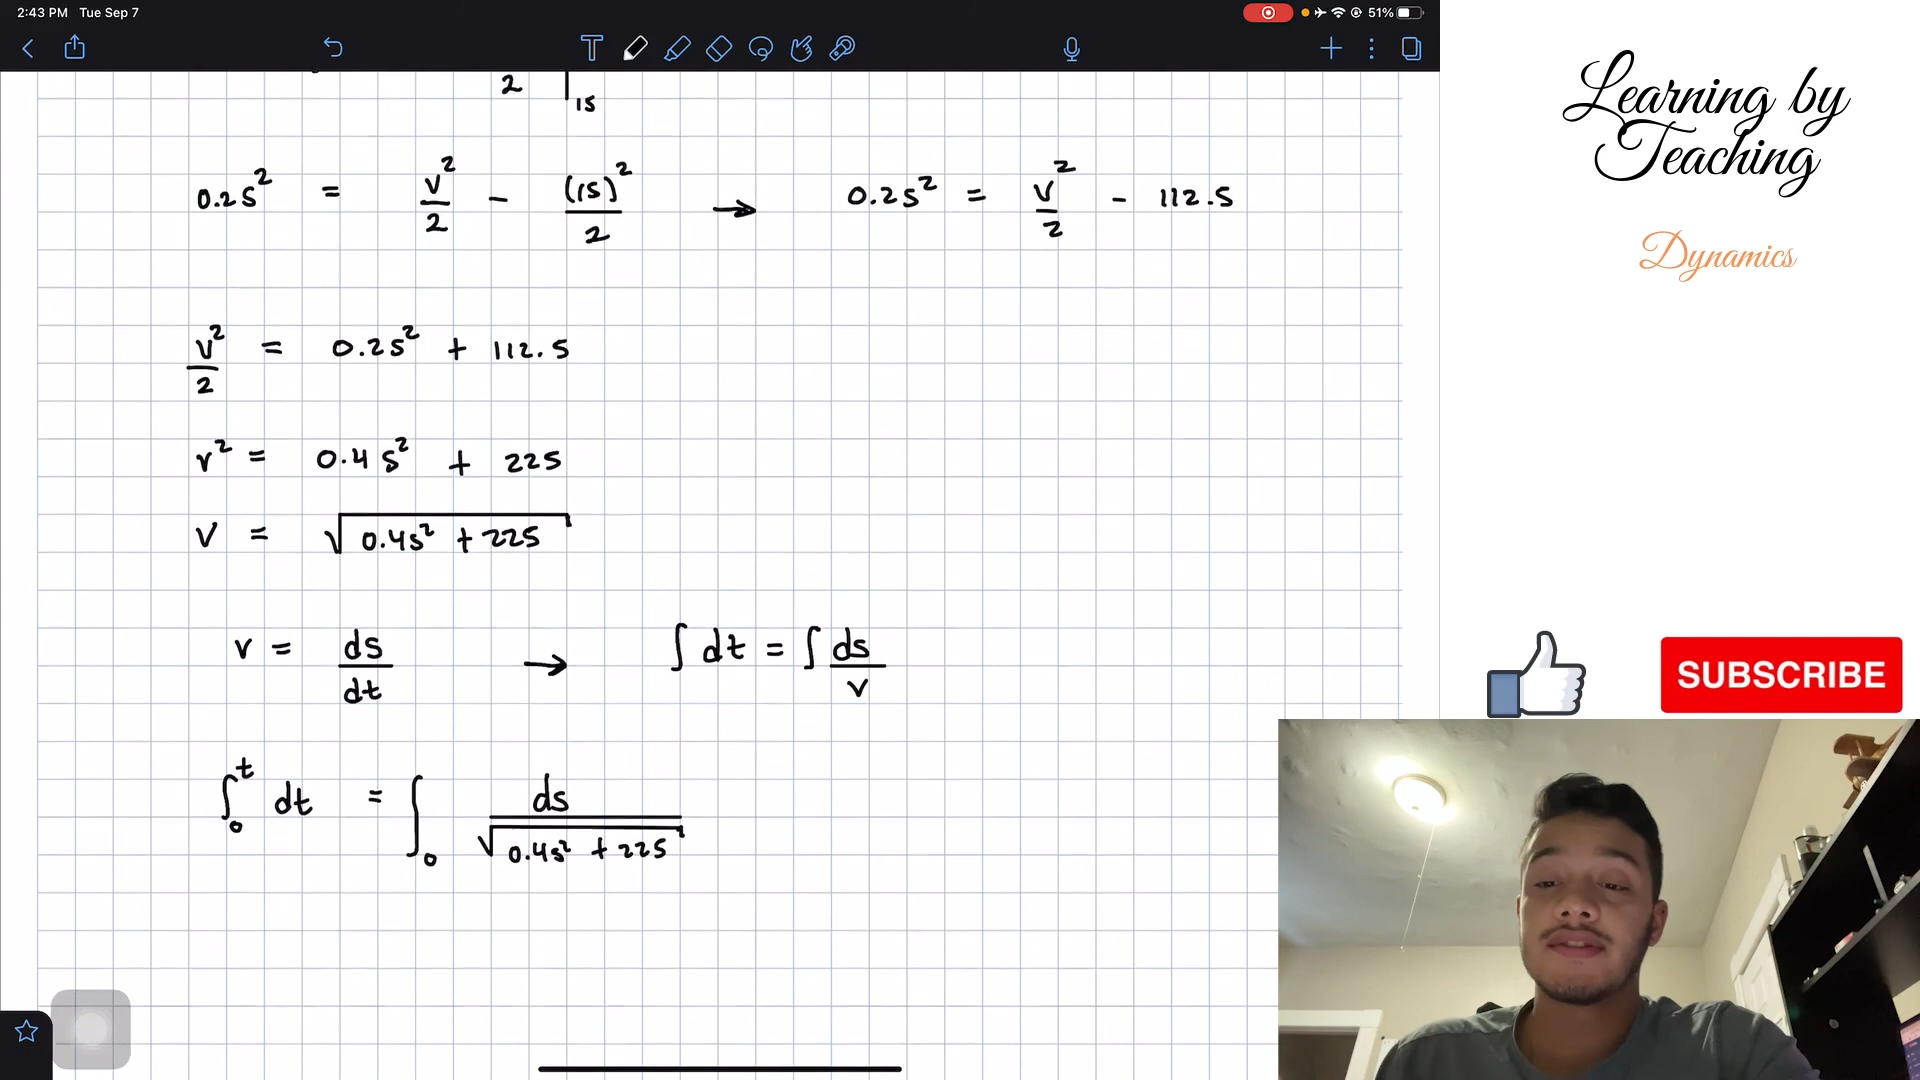 2:43 PM Tue Sep 7
51%
2 |15
0.2s² = v²/2 - (15)²/2 → 0.2s² = v²/2 - 112.5
v²/2 = 0.2s² + 112.5
v² = 0.4s² + 225
v = √(0.4s² + 225)
v = ds/dt → ∫dt = ∫ds/v
∫₀ᵗ dt = ∫₀ ds/√(0.4s² + 225)
Learning by
Teaching
Dynamics
SUBSCRIBE